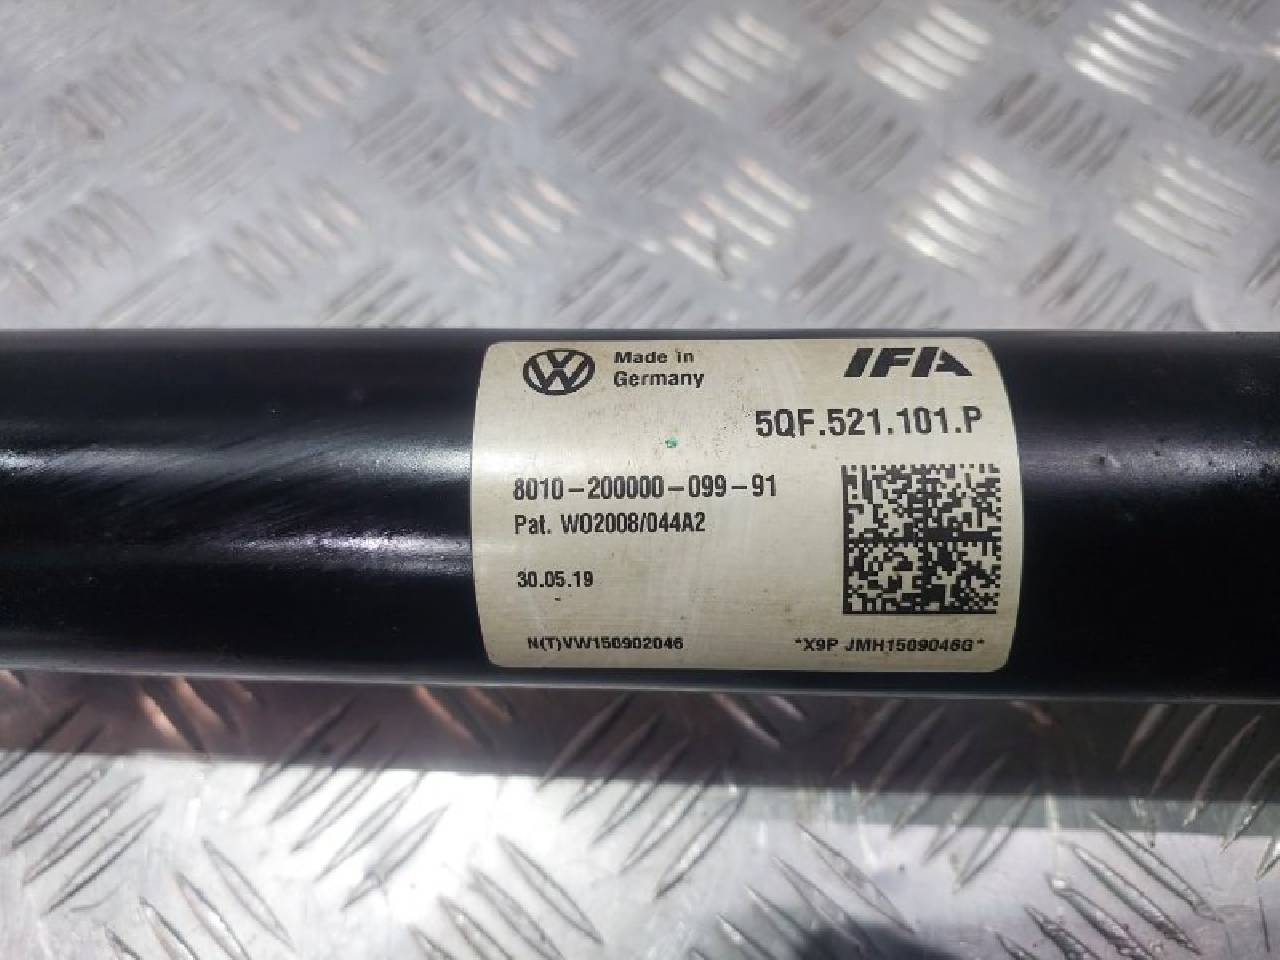 VW Made in
Germany
IFA
5QF.521.101.P
8010-200000-099-91
Pat. WO2008/044A2
30.05.19
N(T)VW150902046
*X9P JMH1509046G*